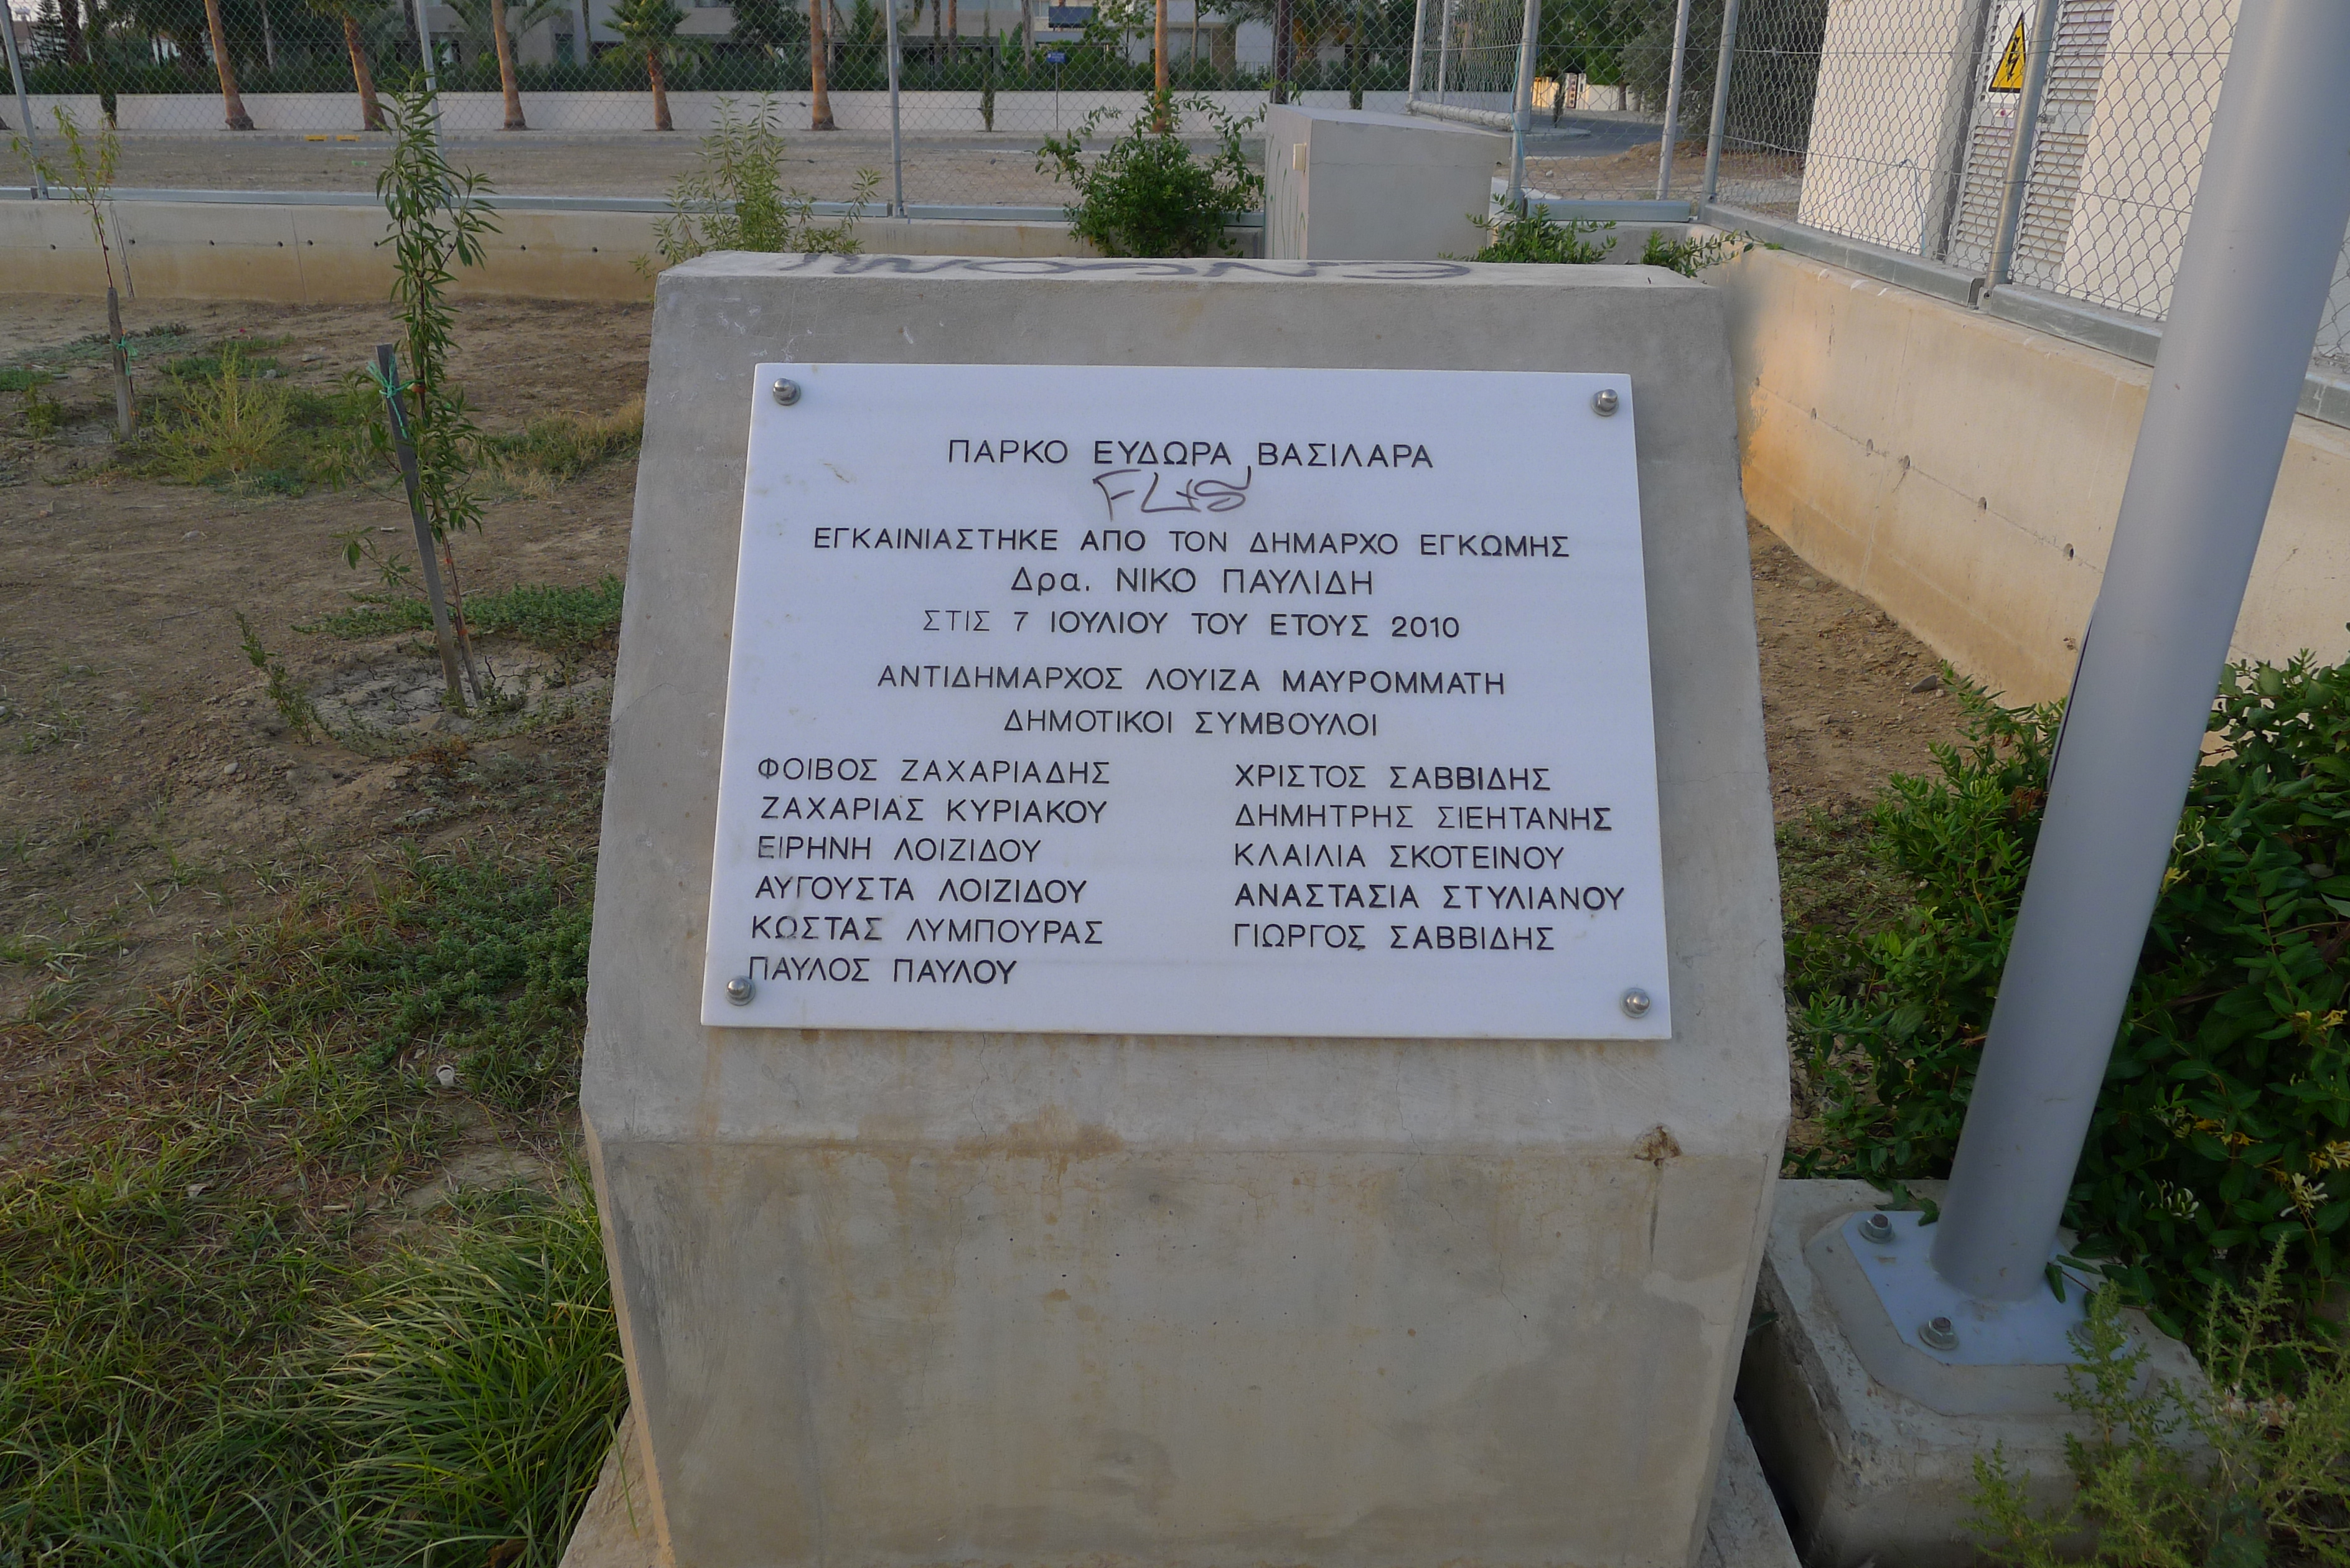 ΠΑΡΚΟ ΕΥΔΩΡΑ ΒΑΣΙΛΑΡΑ
ΕΓΚΑΙΝΙΑΣΤΗΚΕ ΑΠΟ ΤΟΝ ΔΗΜΑΡΧΟ ΕΓΚΩΜΗΣ
Δρα. ΝΙΚΟ ΠΑΥΛΙΔΗ
ΣΤΙΣ 7 ΙΟΥΛΙΟΥ ΤΟΥ ΕΤΟΥΣ 2010
ΑΝΤΙΔΗΜΑΡΧΟΣ ΛΟΥΙΖΑ ΜΑΥΡΟΜΜΑΤΗ
ΔΗΜΟΤΙΚΟΙ ΣΥΜΒΟΥΛΟΙ
ΦΟΙΒΟΣ ΖΑΧΑΡΙΑΔΗΣ
ΖΑΧΑΡΙΑΣ ΚΥΡΙΑΚΟΥ
ΕΙΡΗΝΗ ΛΟΙΖΙΔΟΥ
ΑΥΓΟΥΣΤΑ ΛΟΙΖΙΔΟΥ
ΚΩΣΤΑΣ ΛΥΜΠΟΥΡΑΣ
ΠΑΥΛΟΣ ΠΑΥΛΟΥ
ΧΡΙΣΤΟΣ ΣΑΒΒΙΔΗΣ
ΔΗΜΗΤΡΗΣ ΣΙΕΗΤΑΝΗΣ
ΚΛΑΙΛΙΑ ΣΚΟΤΕΙΝΟΥ
ΑΝΑΣΤΑΣΙΑ ΣΤΥΛΙΑΝΟΥ
ΓΙΩΡΓΟΣ ΣΑΒΒΙΔΗΣ